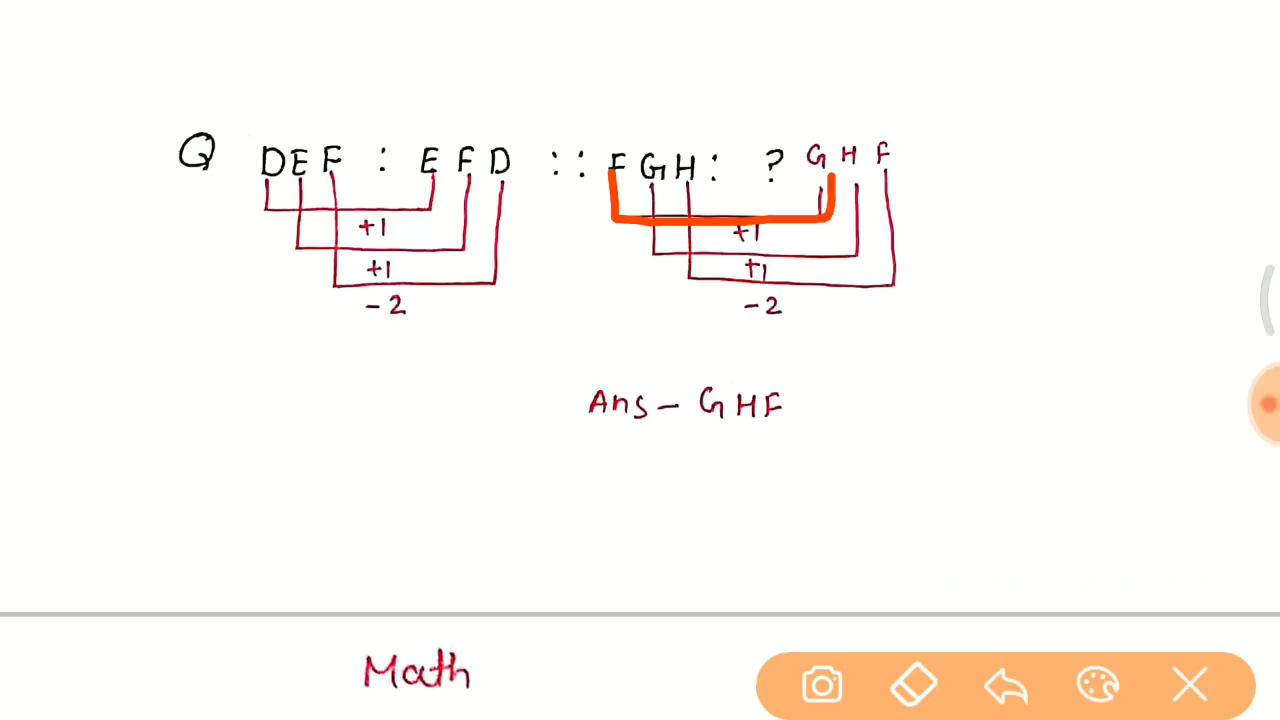 Q DEF : EFD :: FGH : ? GHF
+1 +1
+1 +1
-2 -2
Ans - GHF
Math